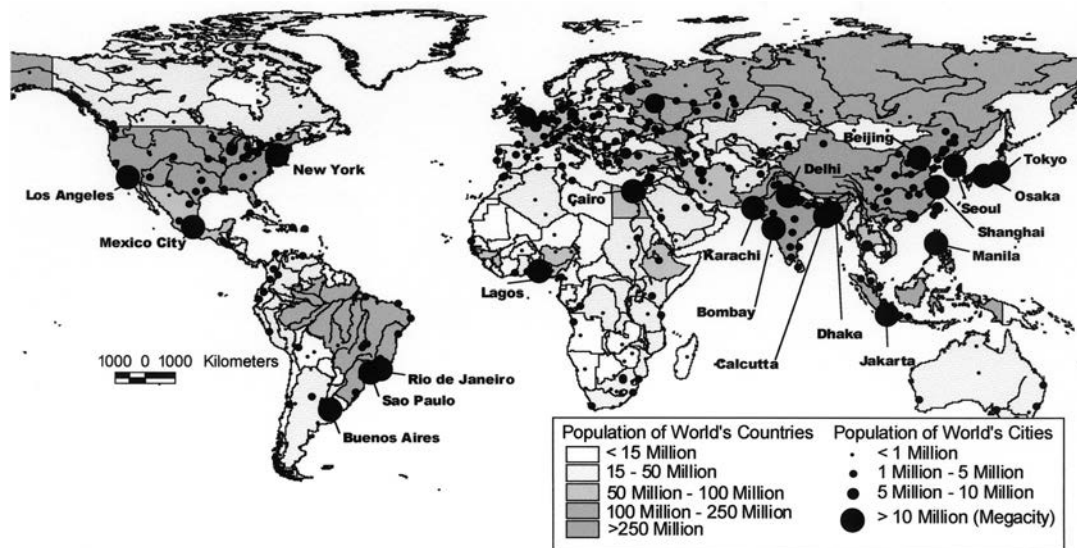 Beijing
Tokyo
Delhi
New York
Los Angeles
Cairo
Osaka
Seoul
Shanghai
Mexico City
Karachi
Manila
Lagos
Bombay
Dhaka
1000 0 1000 Kilometers
Calcutta
Jakarta
Rio de Janeiro
Sao Paulo
Buenos Aires
Population of World's Countries
< 15 Million
15 - 50 Million
50 Million - 100 Million
100 Million - 250 Million
>250 Million
Population of World's Cities
< 1 Million
1 Million - 5 Million
5 Million - 10 Million
> 10 Million (Megacity)